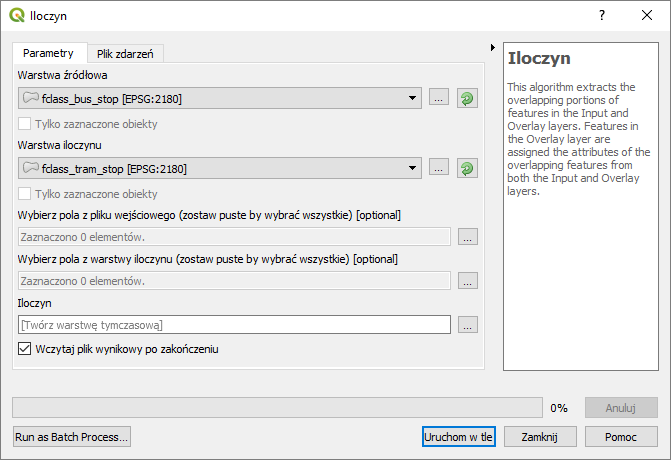 Iloczyn
?
Parametry
Plik zdarzeń
Warstwa źródłowa
fclass_bus_stop [EPSG:2180]
...
Tylko zaznaczone obiekty
Warstwa iloczynu
fclass_tram_stop [EPSG:2180]
...
Tylko zaznaczone obiekty
Wybierz pola z pliku wejściowego (zostaw puste by wybrać wszystkie) [optional]
Zaznaczono 0 elementów.
...
Wybierz pola z warstwy iloczynu (zostaw puste by wybrać wszystkie) [optional]
Zaznaczono 0 elementów.
...
Iloczyn
[Twórz warstwę tymczasową]
...
Wczytaj plik wynikowy po zakończeniu
Iloczyn
This algorithm extracts the
overlapping portions of
features in the Input and
Overlay layers. Features in
the Overlay layer are
assigned the attributes of the
overlapping features from
both the Input and Overlay
layers.
0%
Anuluj
Run as Batch Process...
Uruchom w tle
Zamknij
Pomoc